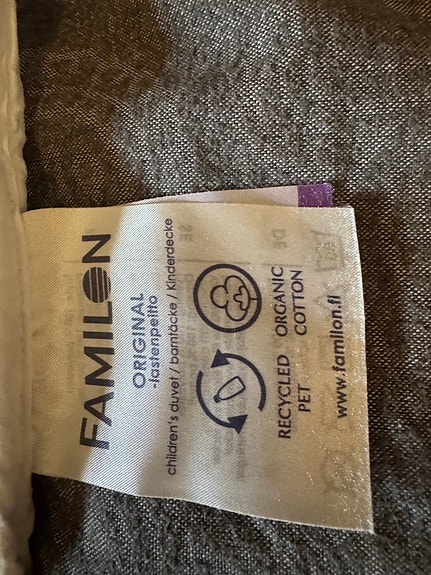 FAMILON
ORIGINAL
-lastenpeitto
children's duvet / barntäcke / Kinderdecke
RECYCLED PET
ORGANIC COTTON
www.familon.fi